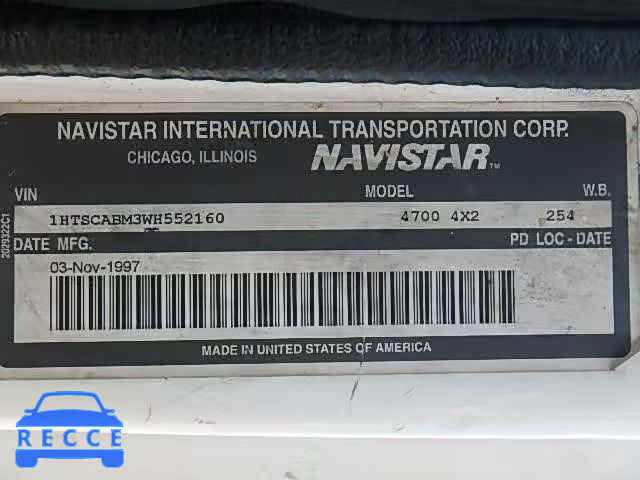 NAVISTAR INTERNATIONAL TRANSPORTATION CORP.
CHICAGO, ILLINOIS NAVISTAR™
VIN MODEL W.B.
1HTSCABM3WH552160 4700 4X2 254
DATE MFG. PD LOC - DATE
03-Nov-1997
MADE IN UNITED STATES OF AMERICA
2029322C1
RECCE